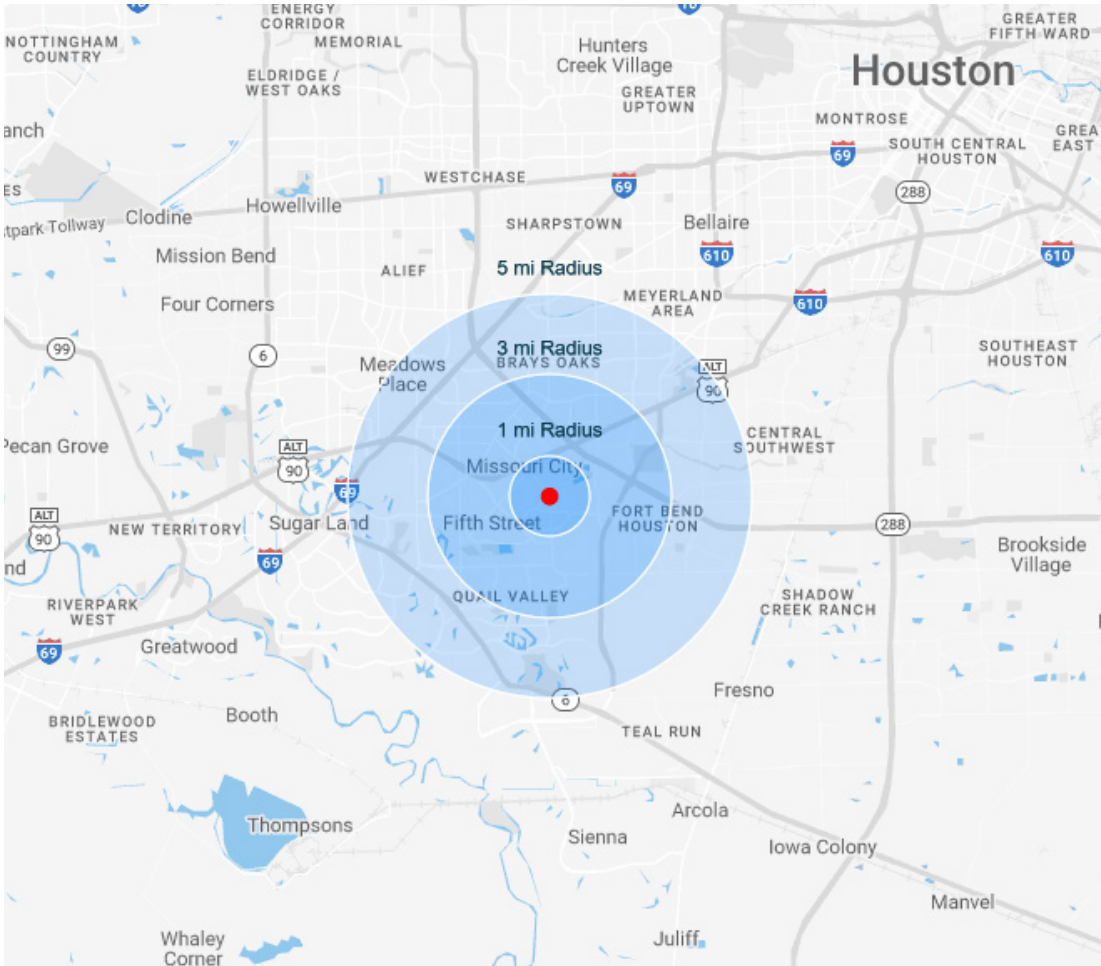 ENERGY
CORRIDOR
GREATER
FIFTH WARD
NOTTINGHAM
COUNTRY
MEMORIAL
Hunters
Creek Village
Houston
ELDRIDGE /
WEST OAKS
GREATER
UPTOWN
MONTROSE
anch
SOUTH CENTRAL
HOUSTON
GREA
EAST
69
WESTCHASE
69
288
ES
Howellville
Clodine
tpark Tollway
SHARPSTOWN
Bellaire
Mission Bend
610
610
ALIEF
5 mi Radius
Four Corners
MEYERLAND
AREA
610
99
6
3 mi Radius
BRAYS OAKS
SOUTHEAST
HOUSTON
Meadows
Place
ALT
90
1 mi Radius
Pecan Grove
ALT
90
CENTRAL
SOUTHWEST
Missouri City
69
ALT
90
NEW TERRITORY
Sugar Land
Fifth Street
FORT BEND
HOUSTON
288
Brookside
Village
69
nd
RIVERPARK
WEST
QUAIL VALLEY
SHADOW
CREEK RANCH
69
Greatwood
Fresno
6
BRIDLEWOOD
ESTATES
Booth
TEAL RUN
Thompsons
Arcola
Sienna
Iowa Colony
Manvel
Whaley
Corner
Juliff